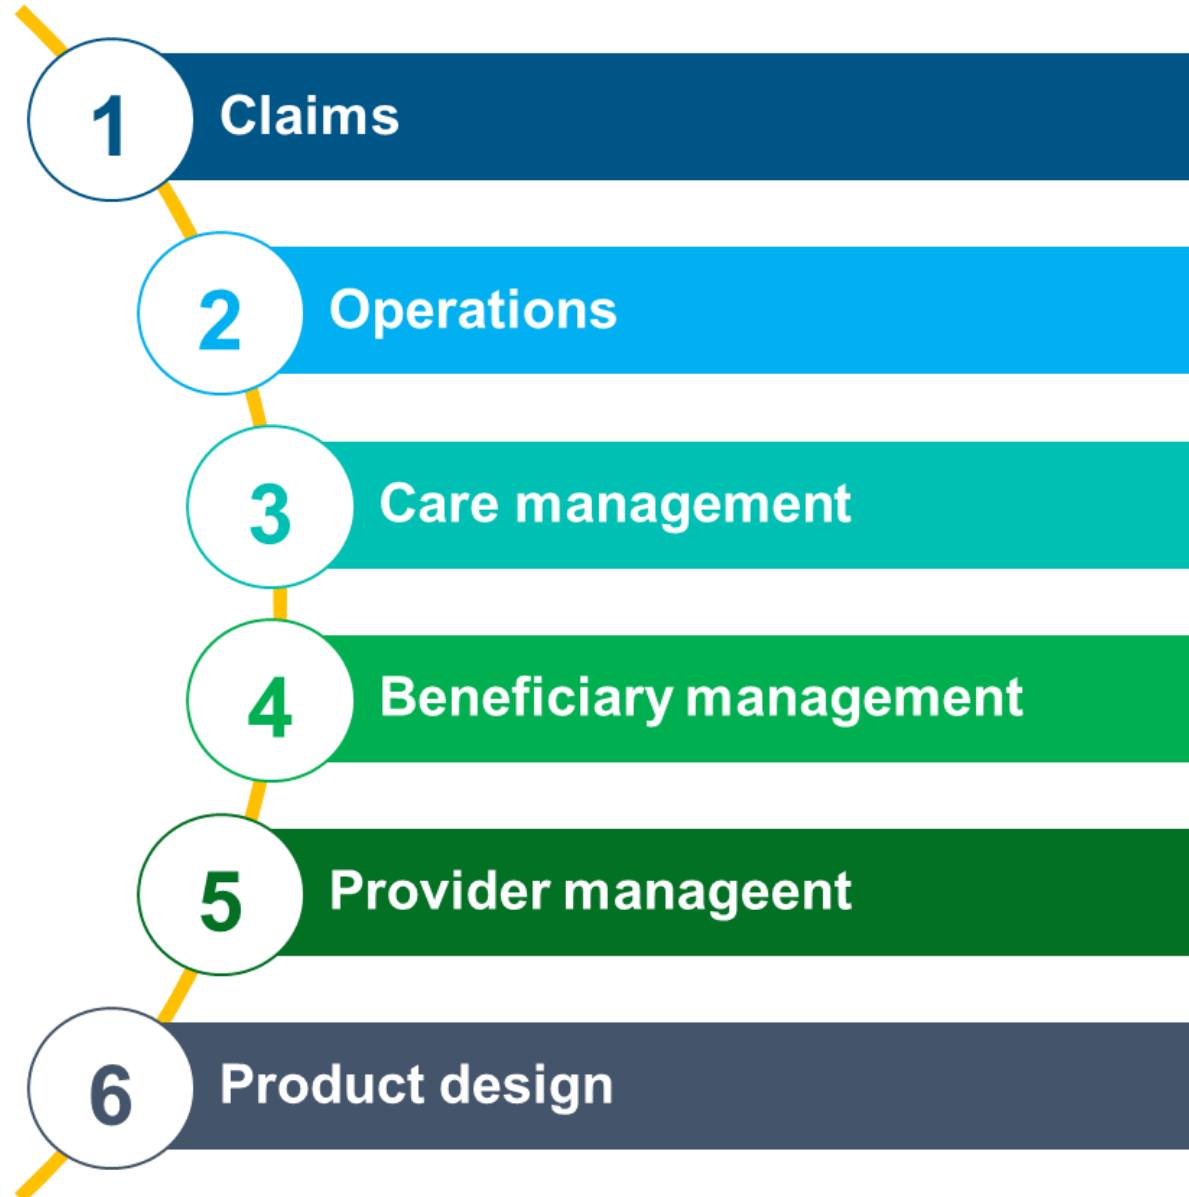 1 Claims
2 Operations
3 Care management
4 Beneficiary management
5 Provider manageent
6 Product design